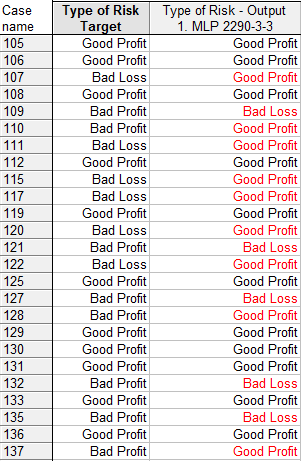 Case name Type of Risk Target Type of Risk - Output 1. MLP 2290-3-3
105 Good Profit Good Profit
106 Good Profit Good Profit
107 Bad Loss Good Profit
108 Good Profit Good Profit
109 Bad Profit Bad Loss
110 Bad Profit Good Profit
111 Bad Loss Good Profit
112 Good Profit Good Profit
115 Bad Loss Good Profit
117 Bad Loss Good Profit
119 Good Profit Good Profit
120 Bad Loss Good Profit
121 Bad Profit Bad Loss
122 Bad Loss Good Profit
125 Good Profit Good Profit
127 Bad Profit Bad Loss
128 Bad Profit Good Profit
129 Good Profit Good Profit
130 Good Profit Good Profit
131 Good Profit Good Profit
132 Bad Profit Bad Loss
133 Good Profit Good Profit
135 Bad Profit Bad Loss
136 Good Profit Good Profit
137 Bad Profit Good Profit